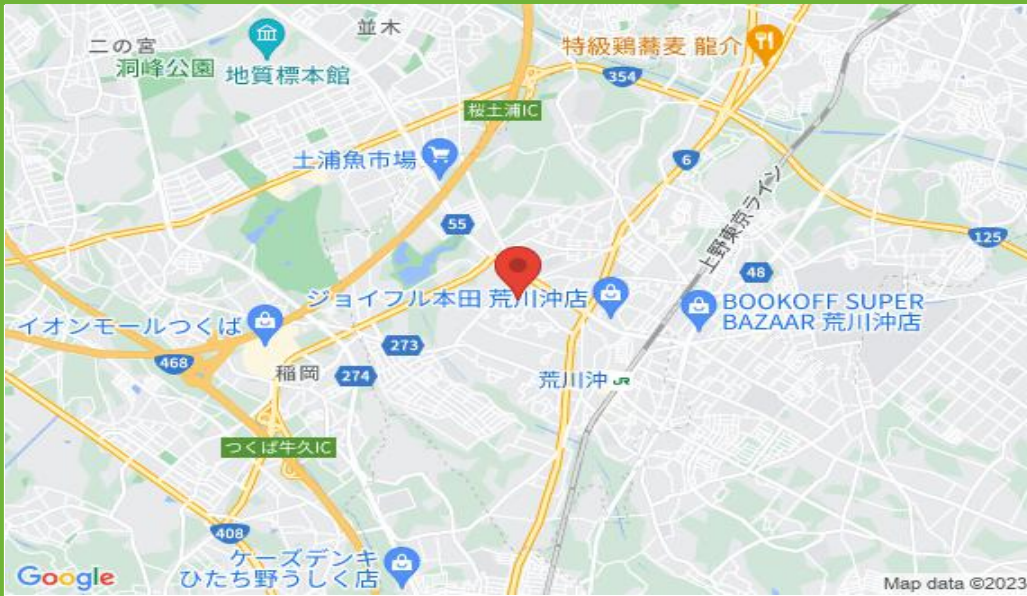 並木
二の宮
洞峰公園
地質標本館
特級鶏蕎麦 龍介
354
桜土浦IC
土浦魚市場
6
上野東京ライン
55
125
48
ジョイフル本田 荒川沖店
BOOKOFF SUPER
BAZAAR 荒川沖店
イオンモールつくば
273
468
稲岡
274
荒川沖
JR
つくば牛久IC
408
ケーズデンキ
ひたち野うしく店
Google
Map data ©2023